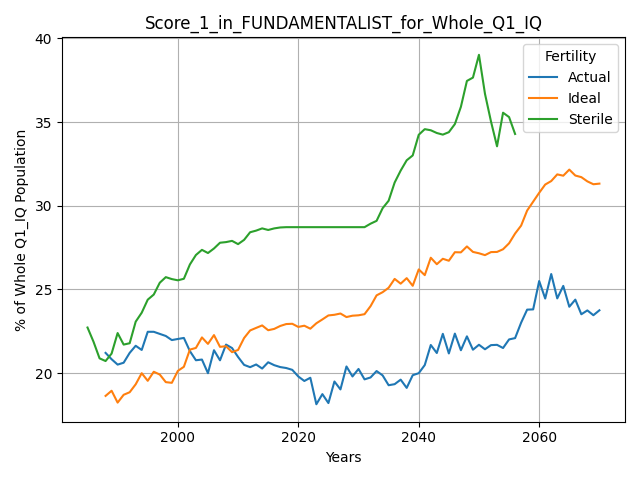 Score_1_in_FUNDAMENTALIST_for_Whole_Q1_IQ
% of Whole Q1_IQ Population
40
35
30
25
20
Fertility
Actual
Ideal
Sterile
2000
2020
2040
2060
Years